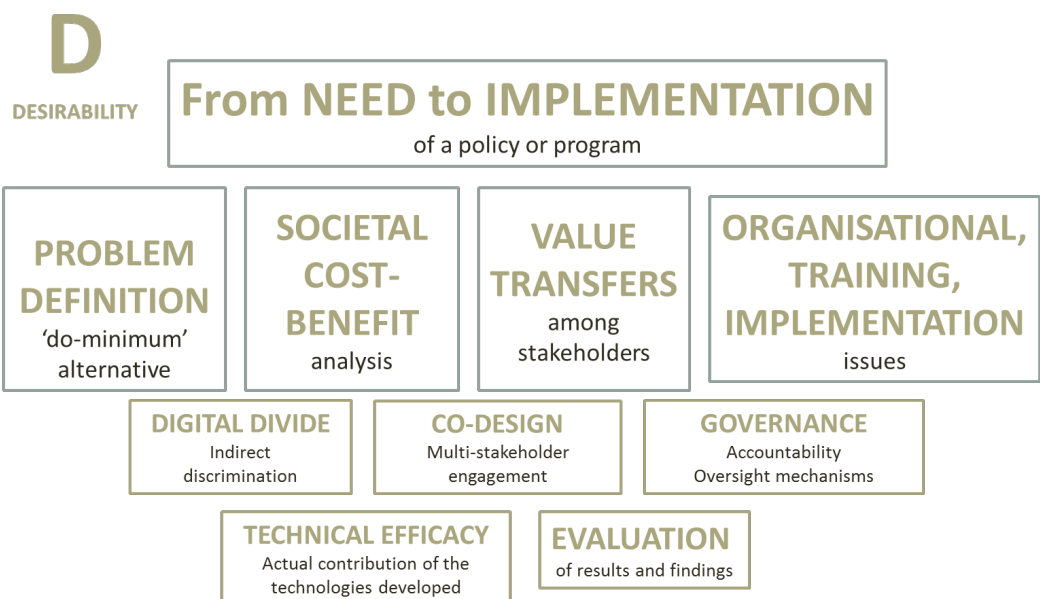 D
DESIRABILITY
From NEED to IMPLEMENTATION
of a policy or program
PROBLEM
DEFINITION
‘do-minimum’
alternative
SOCIETAL
COST-
BENEFIT
analysis
VALUE
TRANSFERS
among
stakeholders
ORGANISATIONAL,
TRAINING,
IMPLEMENTATION
issues
DIGITAL DIVIDE
Indirect
discrimination
CO-DESIGN
Multi-stakeholder
engagement
GOVERNANCE
Accountability
Oversight mechanisms
TECHNICAL EFFICACY
Actual contribution of the
technologies developed
EVALUATION
of results and findings